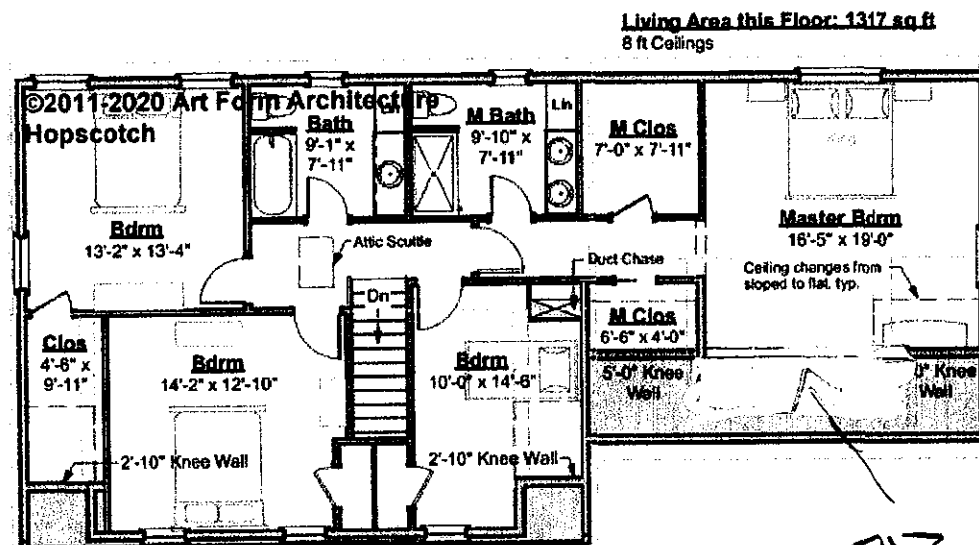 Living Area this Floor: 1317 sq ft
8 ft Ceilings
©2011-2020 Art Form Architecture
Hopscotch
Bath
9'-1" x
7'-11"
Lin
M Bath
9'-10" x
7'-11"
Lin
M Clos
7'-0" x 7'-11"
Master Bdrm
16'-5" x 19'-0"
Bdrm
13'-2" x 13'-4"
Attic Scuttle
Duct Chase
Ceiling changes from
sloped to flat, typ.
Dn
M Clos
6'-6" x 4'-0"
Clos
4'-6" x
9'-11"
Bdrm
14'-2" x 12'-10"
Bdrm
10'-0" x 14'-6"
5'-0" Knee
Wall
0" Knee
Wall
2'-10" Knee Wall
2'-10" Knee Wall